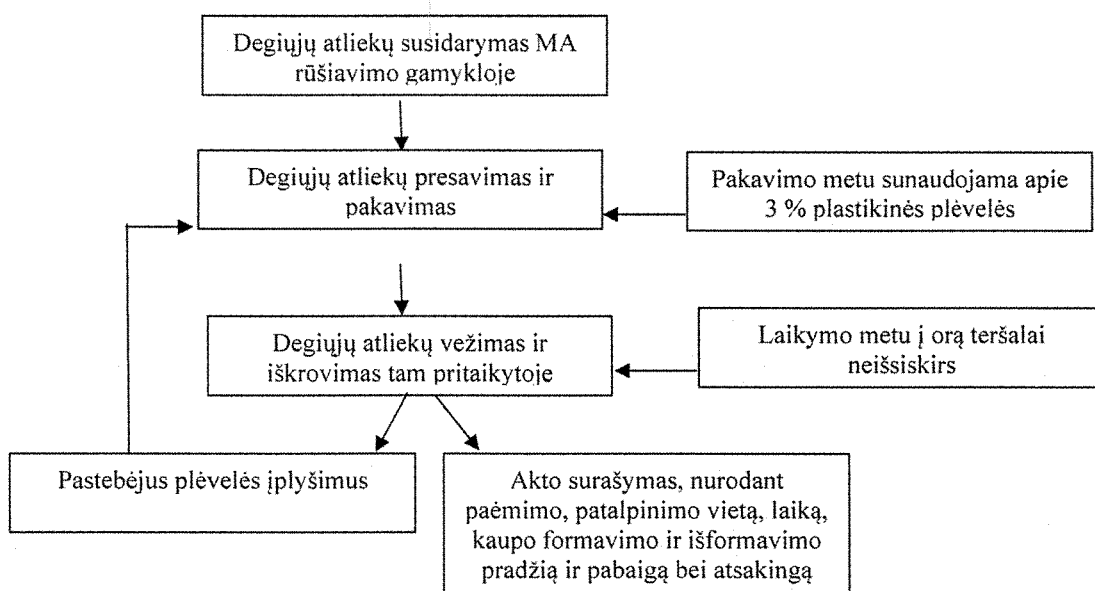 Degiųjų atliekų susidarymas MA
rūšiavimo gamykloje
Degiųjų atliekų presavimas ir
pakavimas
Pakavimo metu sunaudojama apie
3 % plastikinės plėvelės
Degiųjų atliekų vežimas ir
iškrovimas tam pritaikytoje
Laikymo metu į orą teršalai
neišsiskirs
Pastebėjus plėvelės įplyšimus
Akto surašymas, nurodant
paėmimo, patalpinimo vietą, laiką,
kaupo formavimo ir išformavimo
pradžią ir pabaigą bei atsakingą